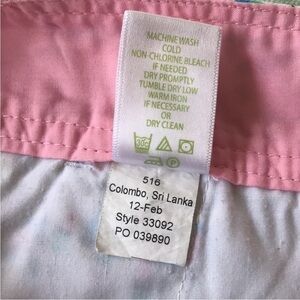 MACHINE WASH
COLD
NON-CHLORINE BLEACH
IF NEEDED
DRY PROMPTLY
TUMBLE DRY LOW
WARM IRON
IF NECESSARY
OR
DRY CLEAN
516
Colombo, Sri Lanka
12-Feb
Style 33092
PO 039890